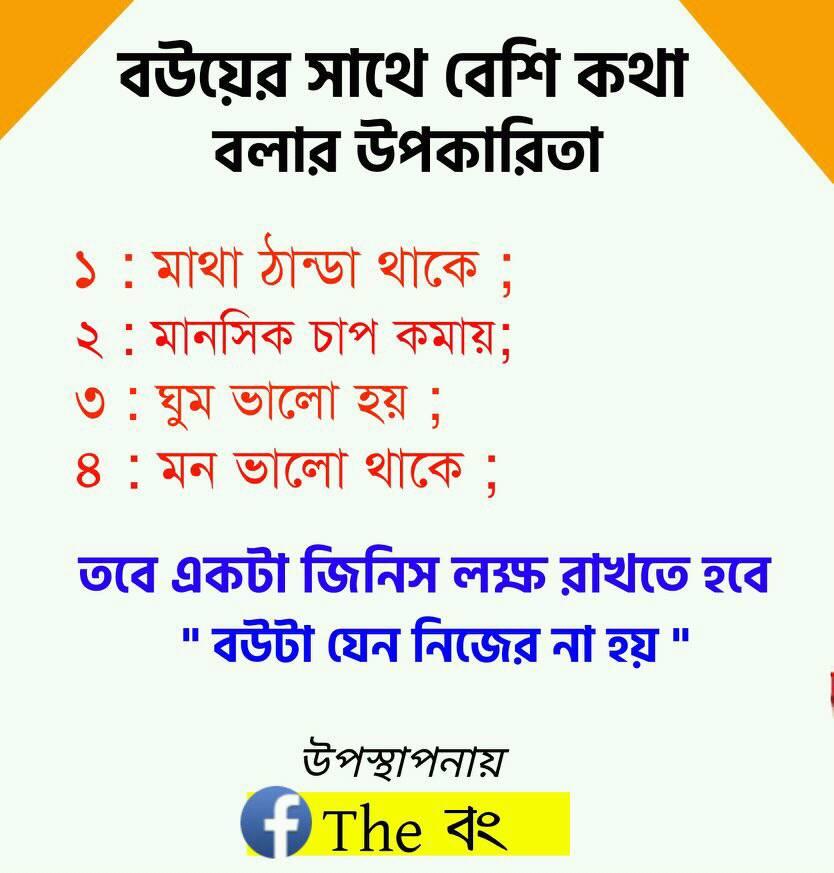 বউয়ের সাথে বেশি কথা
বলার উপকারিতা
১ : মাথা ঠান্ডা থাকে ;
২ : মানসিক চাপ কমায়;
৩ : ঘুম ভালো হয় ;
৪ : মন ভালো থাকে ;
তবে একটা জিনিস লক্ষ রাখতে হবে
" বউটা যেন নিজের না হয় "
উপস্থাপনায়
f The বং